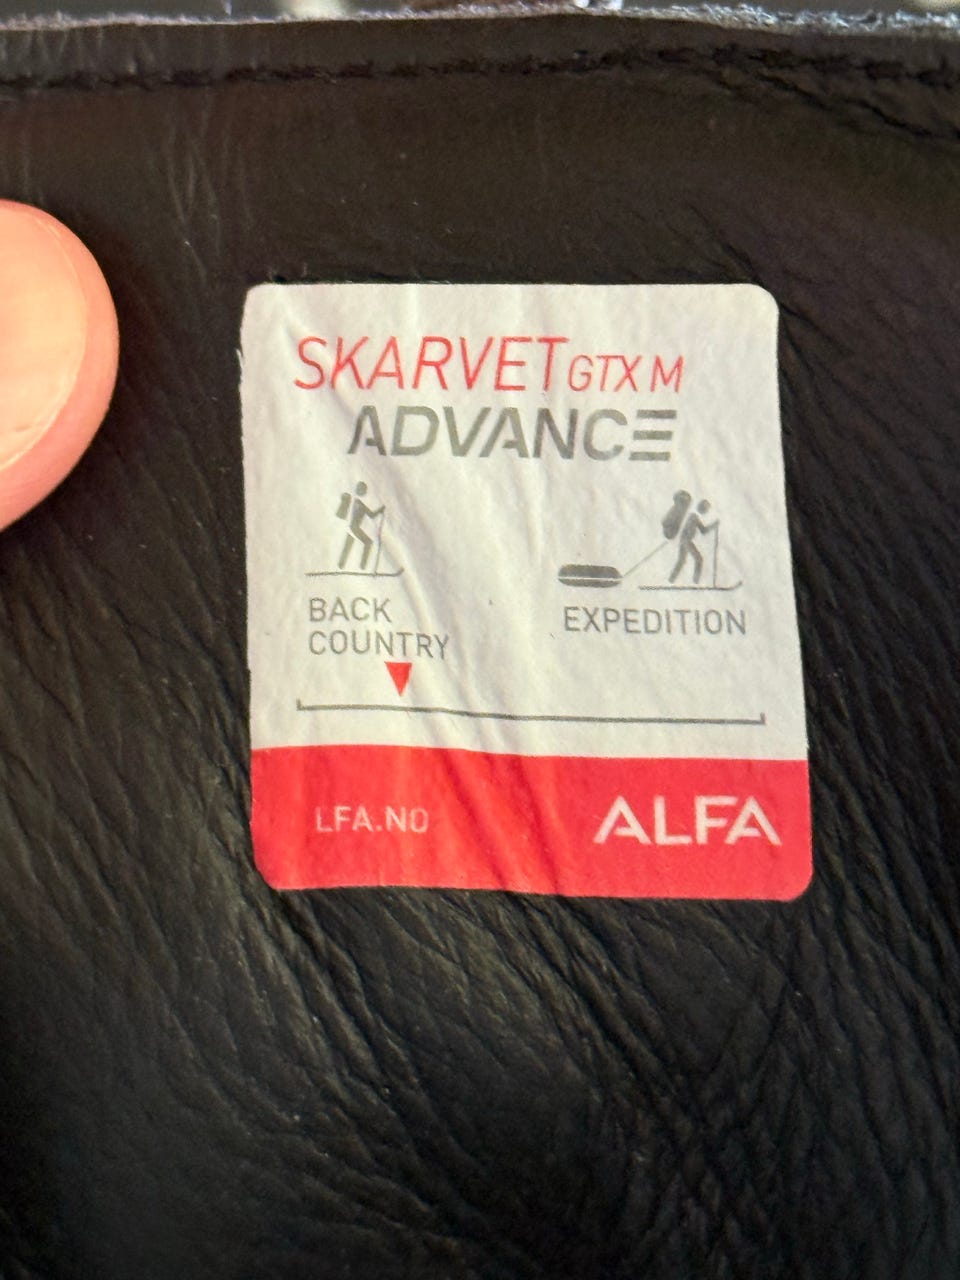 SKARVET GTX M
ADVANCE
BACK
COUNTRY
EXPEDITION
LFA.NO
ALFA